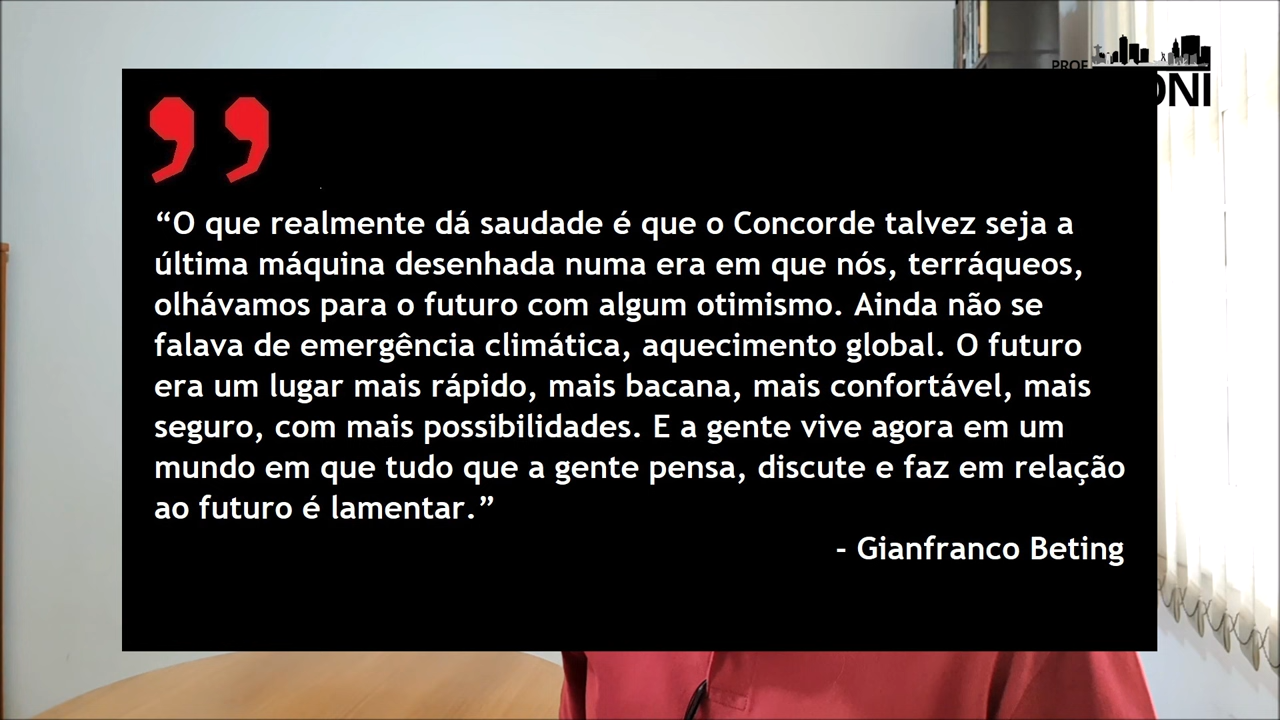 PROF
“O que realmente dá saudade é que o Concorde talvez seja a
última máquina desenhada numa era em que nós, terráqueos,
olhávamos para o futuro com algum otimismo. Ainda não se
falava de emergência climática, aquecimento global. O futuro
era um lugar mais rápido, mais bacana, mais confortável, mais
seguro, com mais possibilidades. E a gente vive agora em um
mundo em que tudo que a gente pensa, discute e faz em relação
ao futuro é lamentar.”
- Gianfranco Beting